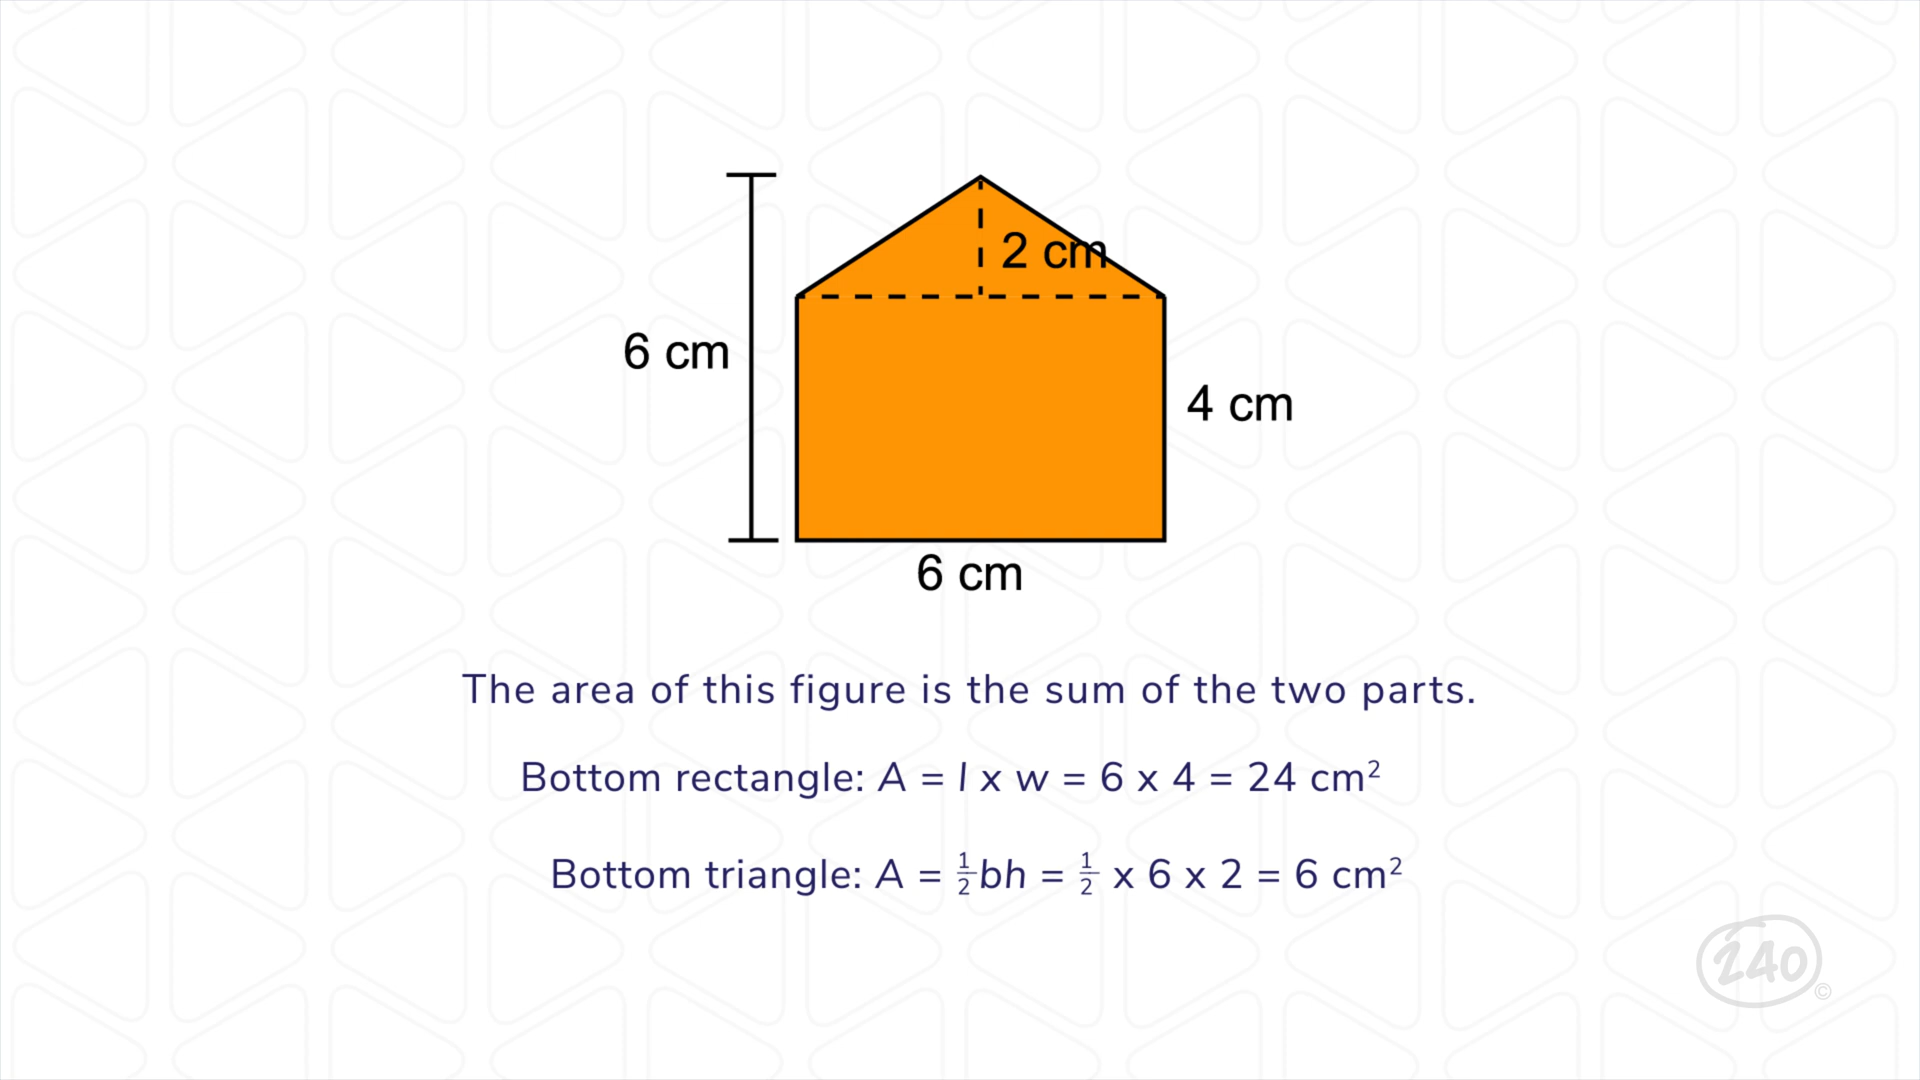 2 cm
6 cm
4 cm
6 cm
The area of this figure is the sum of the two parts.
Bottom rectangle: A = l x w = 6 x 4 = 24 cm²
Bottom triangle: A = ½bh = ½ x 6 x 2 = 6 cm²
240 ©